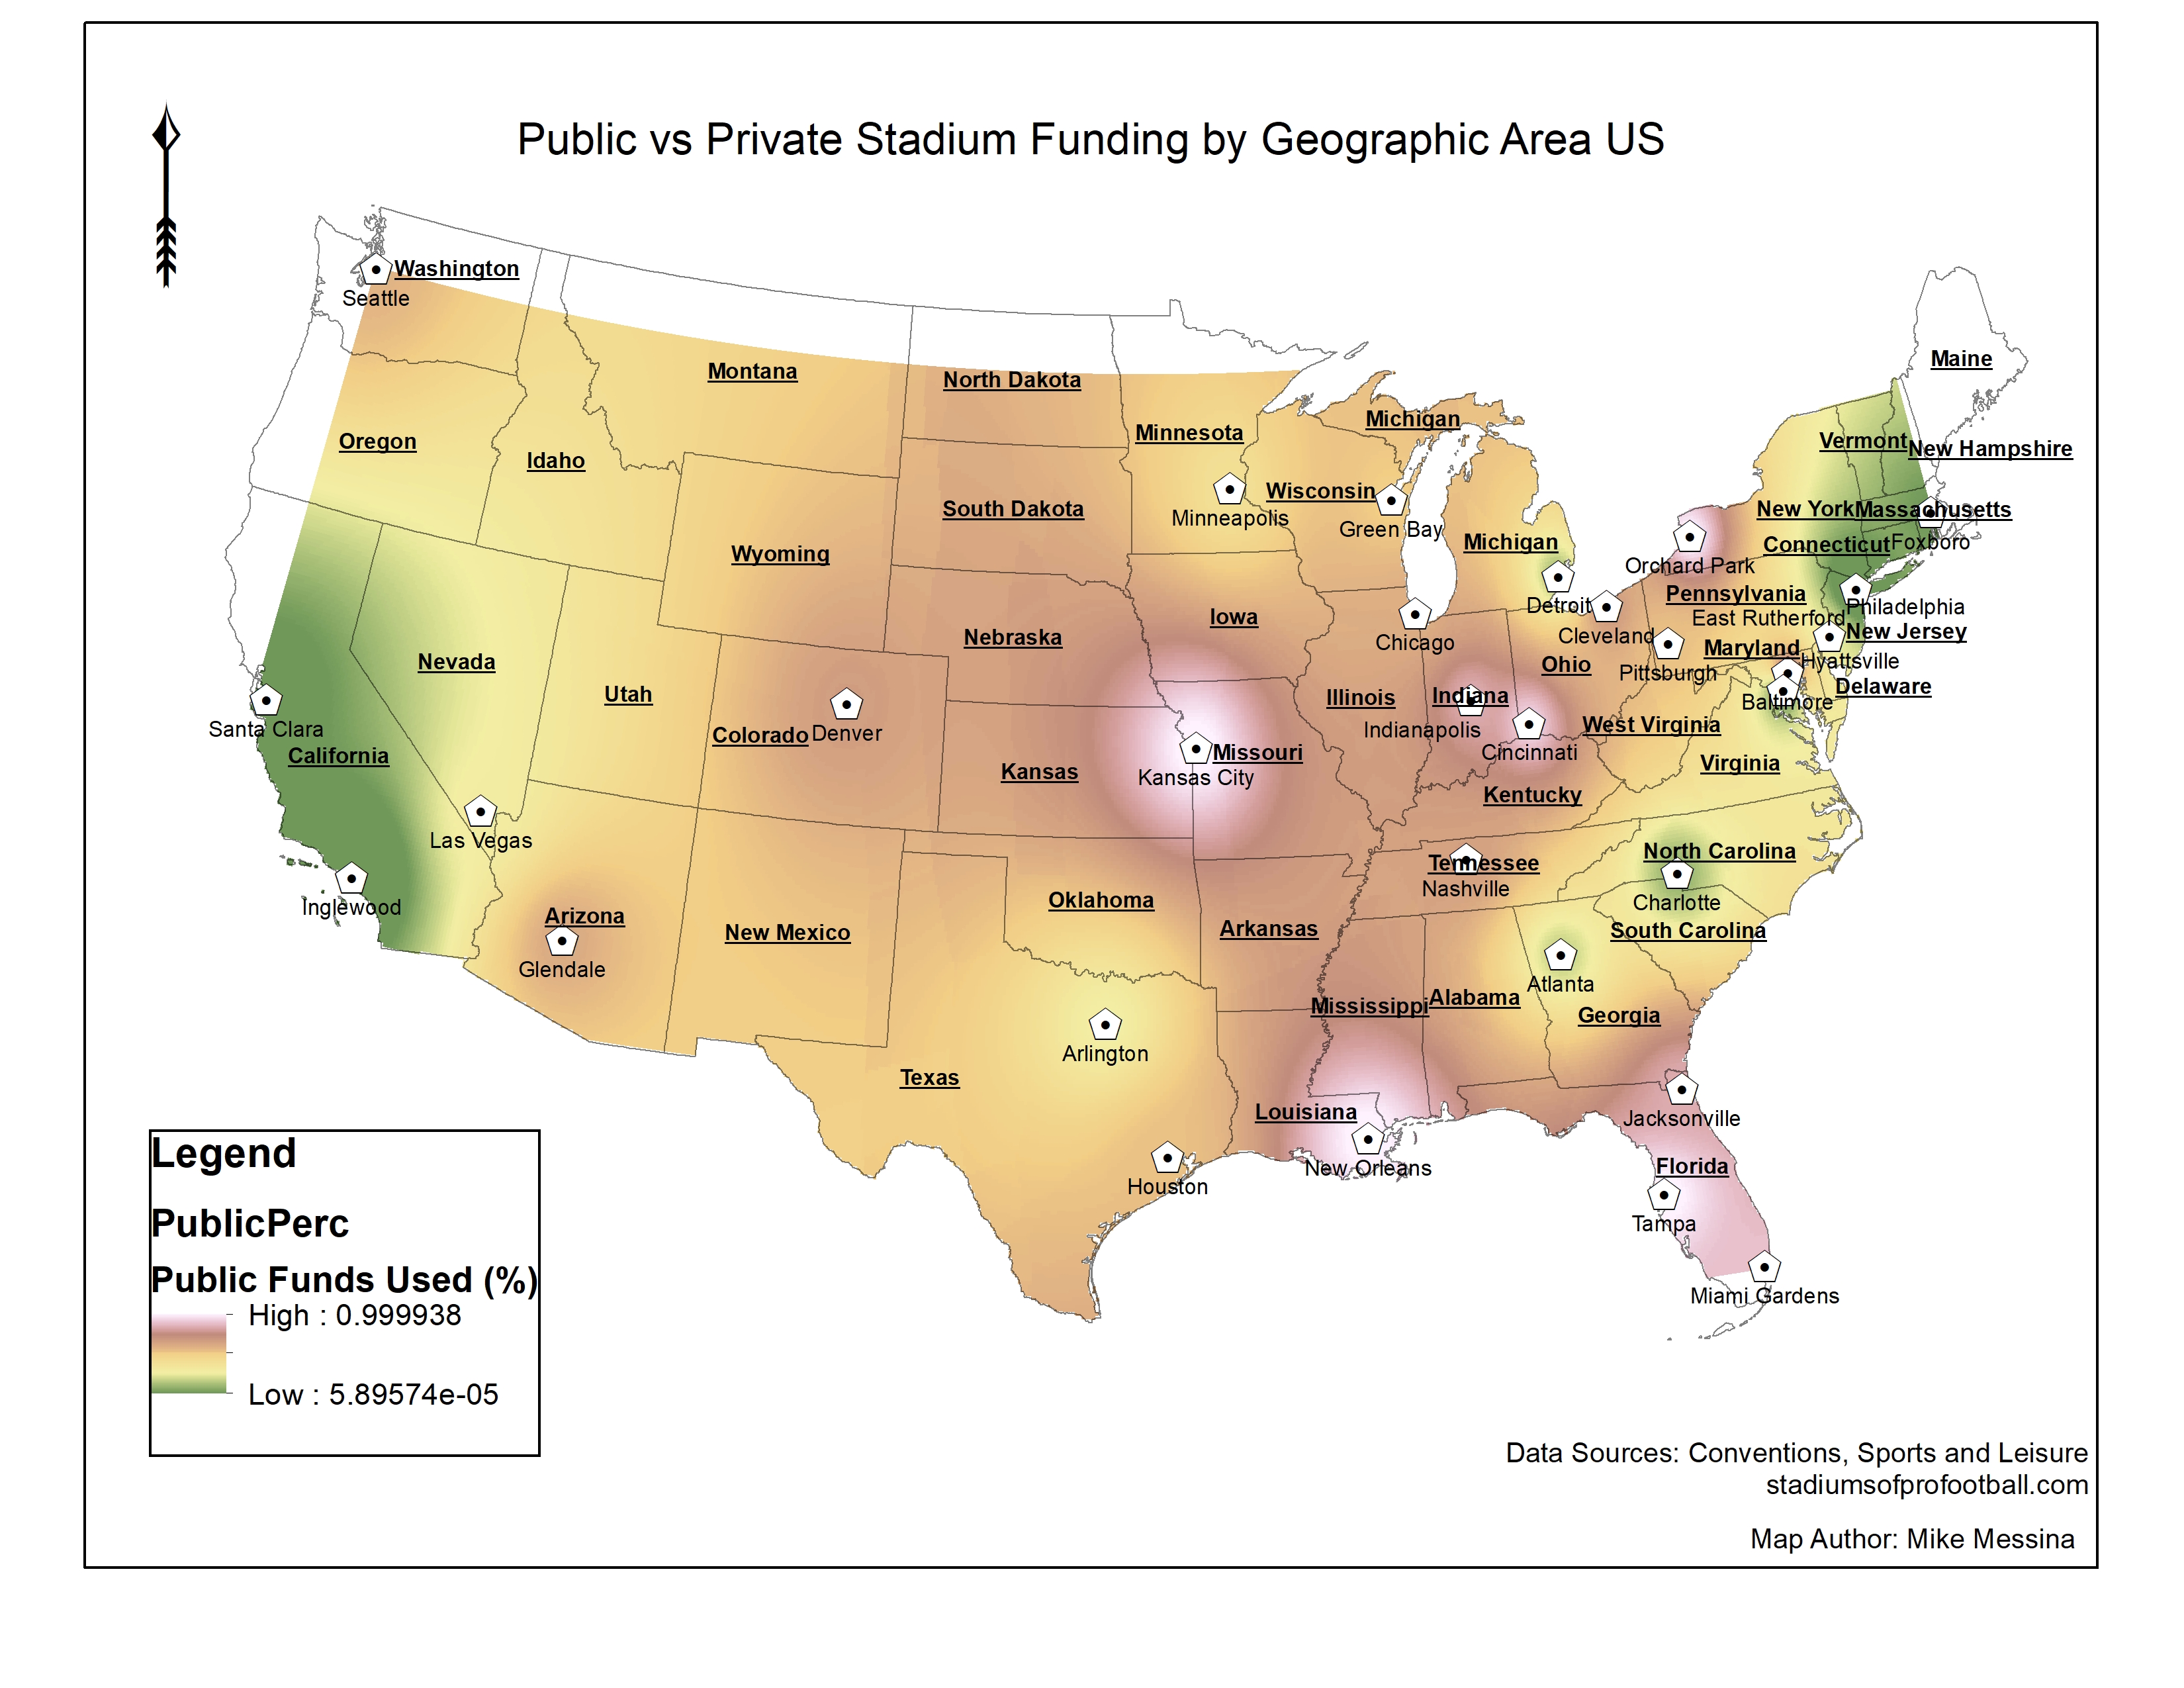 Public vs Private Stadium Funding by Geographic Area US
Washington
Seattle
Maine
Montana
North Dakota
Michigan
Minnesota
Oregon
Vermont
New Hampshire
Idaho
Wisconsin
South Dakota
New York
Massachusetts
Minneapolis
Green Bay
Michigan
Connecticut
Foxboro
Wyoming
Orchard Park
Pennsylvania
Detroit
Philadelphia
Iowa
East Rutherford
Nebraska
Chicago
Cleveland
New Jersey
Maryland
Nevada
Ohio
Hyattsville
Pittsburgh
Utah
Illinois
Indiana
Delaware
Baltimore
Santa Clara
Colorado
Denver
Indianapolis
West Virginia
California
Missouri
Cincinnati
Virginia
Kansas
Kansas City
Kentucky
Las Vegas
North Carolina
Tennessee
Nashville
Inglewood
Oklahoma
Charlotte
Arizona
New Mexico
Arkansas
South Carolina
Glendale
Atlanta
Mississippi
Alabama
Georgia
Arlington
Texas
Louisiana
Jacksonville
New Orleans
Florida
Houston
Tampa
Miami Gardens
Legend
PublicPerc
Public Funds Used (%)
High : 0.999938
Low : 5.89574e-05
Data Sources: Conventions, Sports and Leisure
stadiumsofprofootball.com
Map Author: Mike Messina